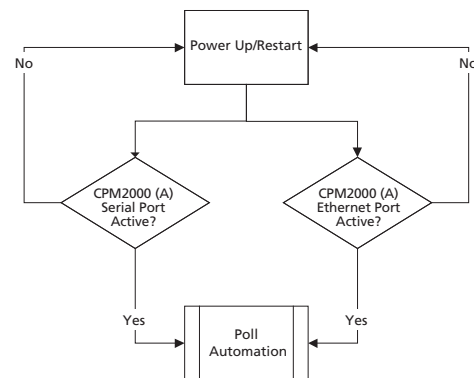 Power Up/Restart
No
No
CPM2000 (A)
Serial Port
Active?
CPM2000 (A)
Ethernet Port
Active?
Yes
Yes
Poll
Automation